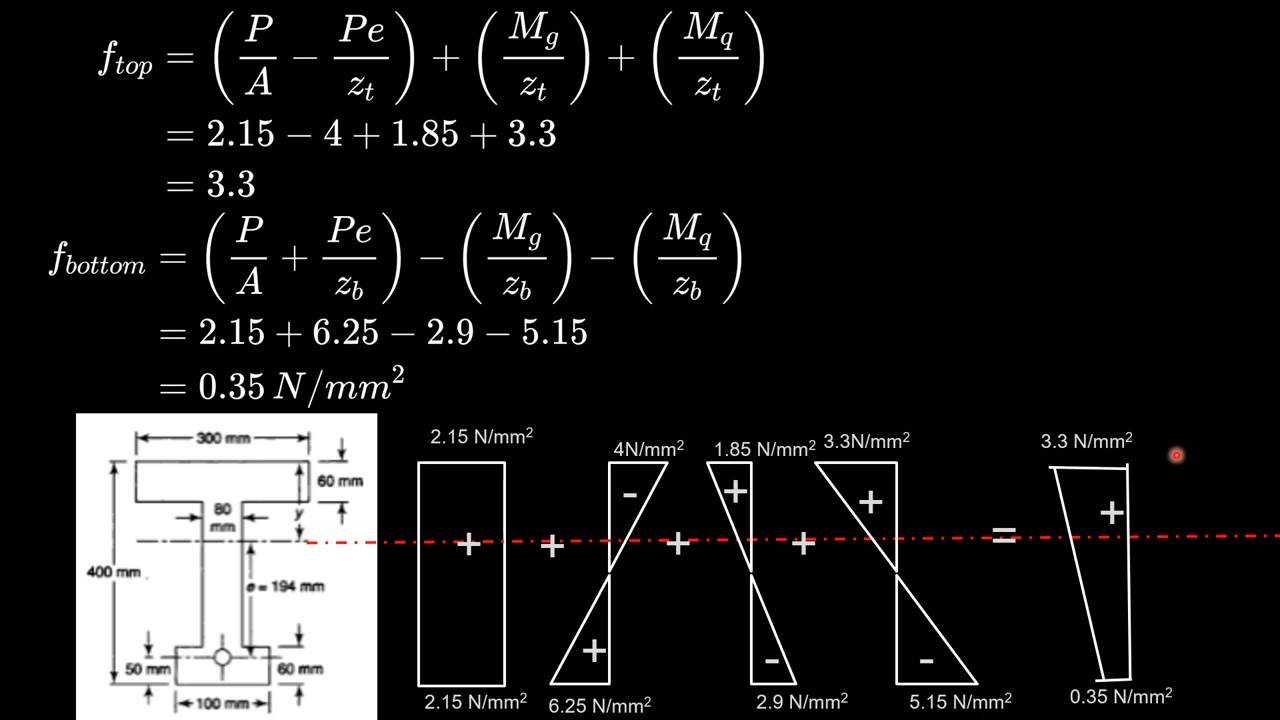 f_top = (P/A − Pe/z_t) + (M_g/z_t) + (M_q/z_t)
= 2.15 − 4 + 1.85 + 3.3
= 3.3
f_bottom = (P/A + Pe/z_b) − (M_g/z_b) − (M_q/z_b)
= 2.15 + 6.25 − 2.9 − 5.15
= 0.35 N/mm²
300 mm
60 mm
80
mm
y
400 mm
e = 194 mm
50 mm
60 mm
100 mm
2.15 N/mm²
4N/mm²
1.85 N/mm²
3.3N/mm²
3.3 N/mm²
- + + +
+ + + + =
+ - -
2.15 N/mm²
6.25 N/mm²
2.9 N/mm²
5.15 N/mm²
0.35 N/mm²